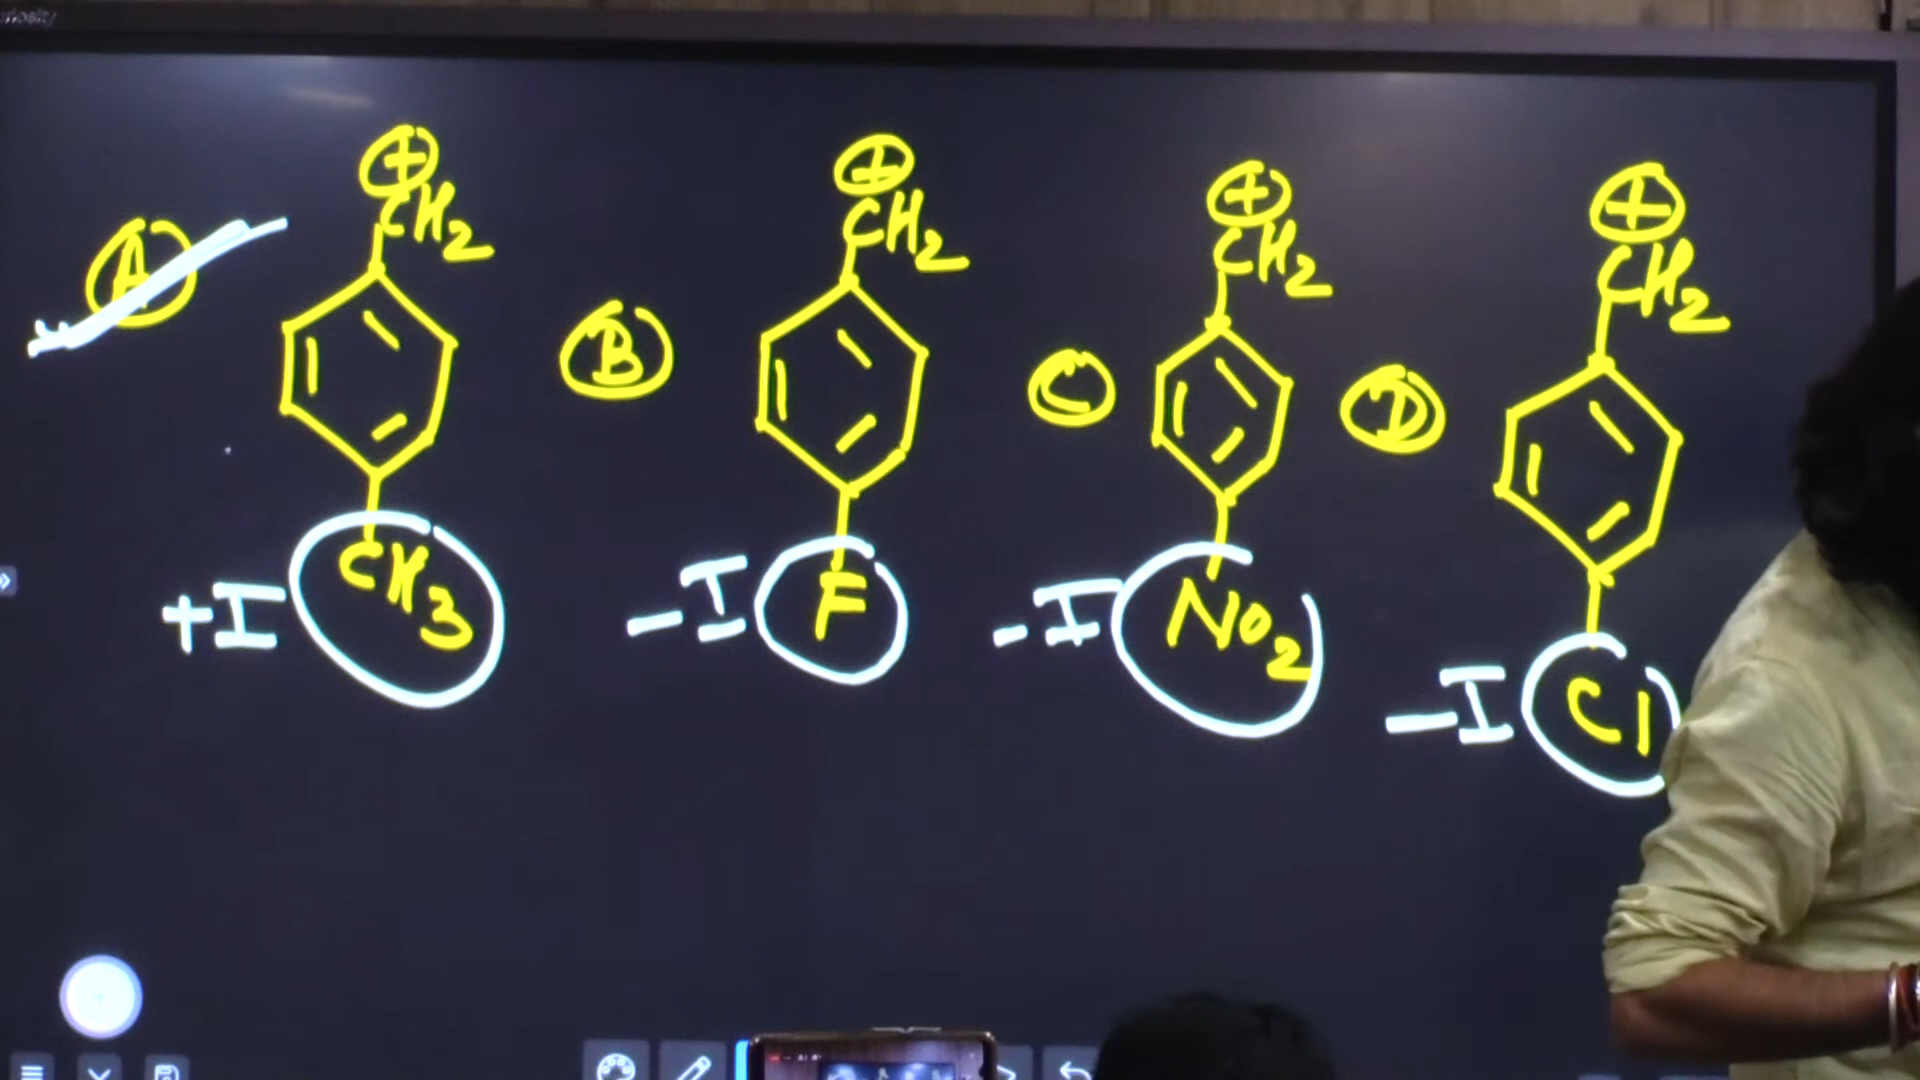 ⊕ ⊕ ⊕ ⊕
CH2 CH2 CH2 CH2
A B C D
CH3 F NO2 Cl
+I -I -I -I